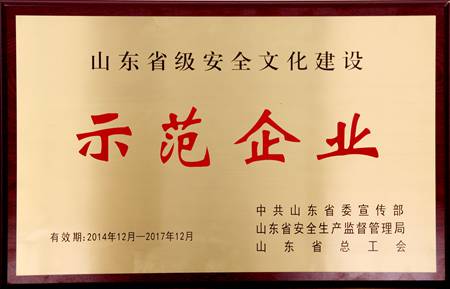 山东省级安全文化建设
示范企业
中共山东省委宣传部
山东省安全生产监督管理局
山东省总工会
有效期:2014年12月—2017年12月